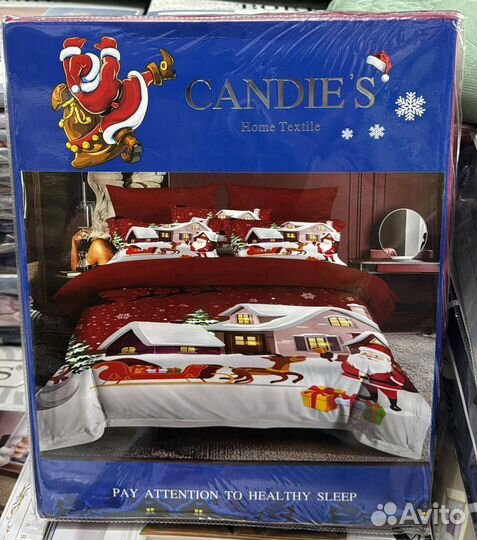 CANDIE'S
Home Textile
PAY ATTENTION TO HEALTHY SLEEP
Avito